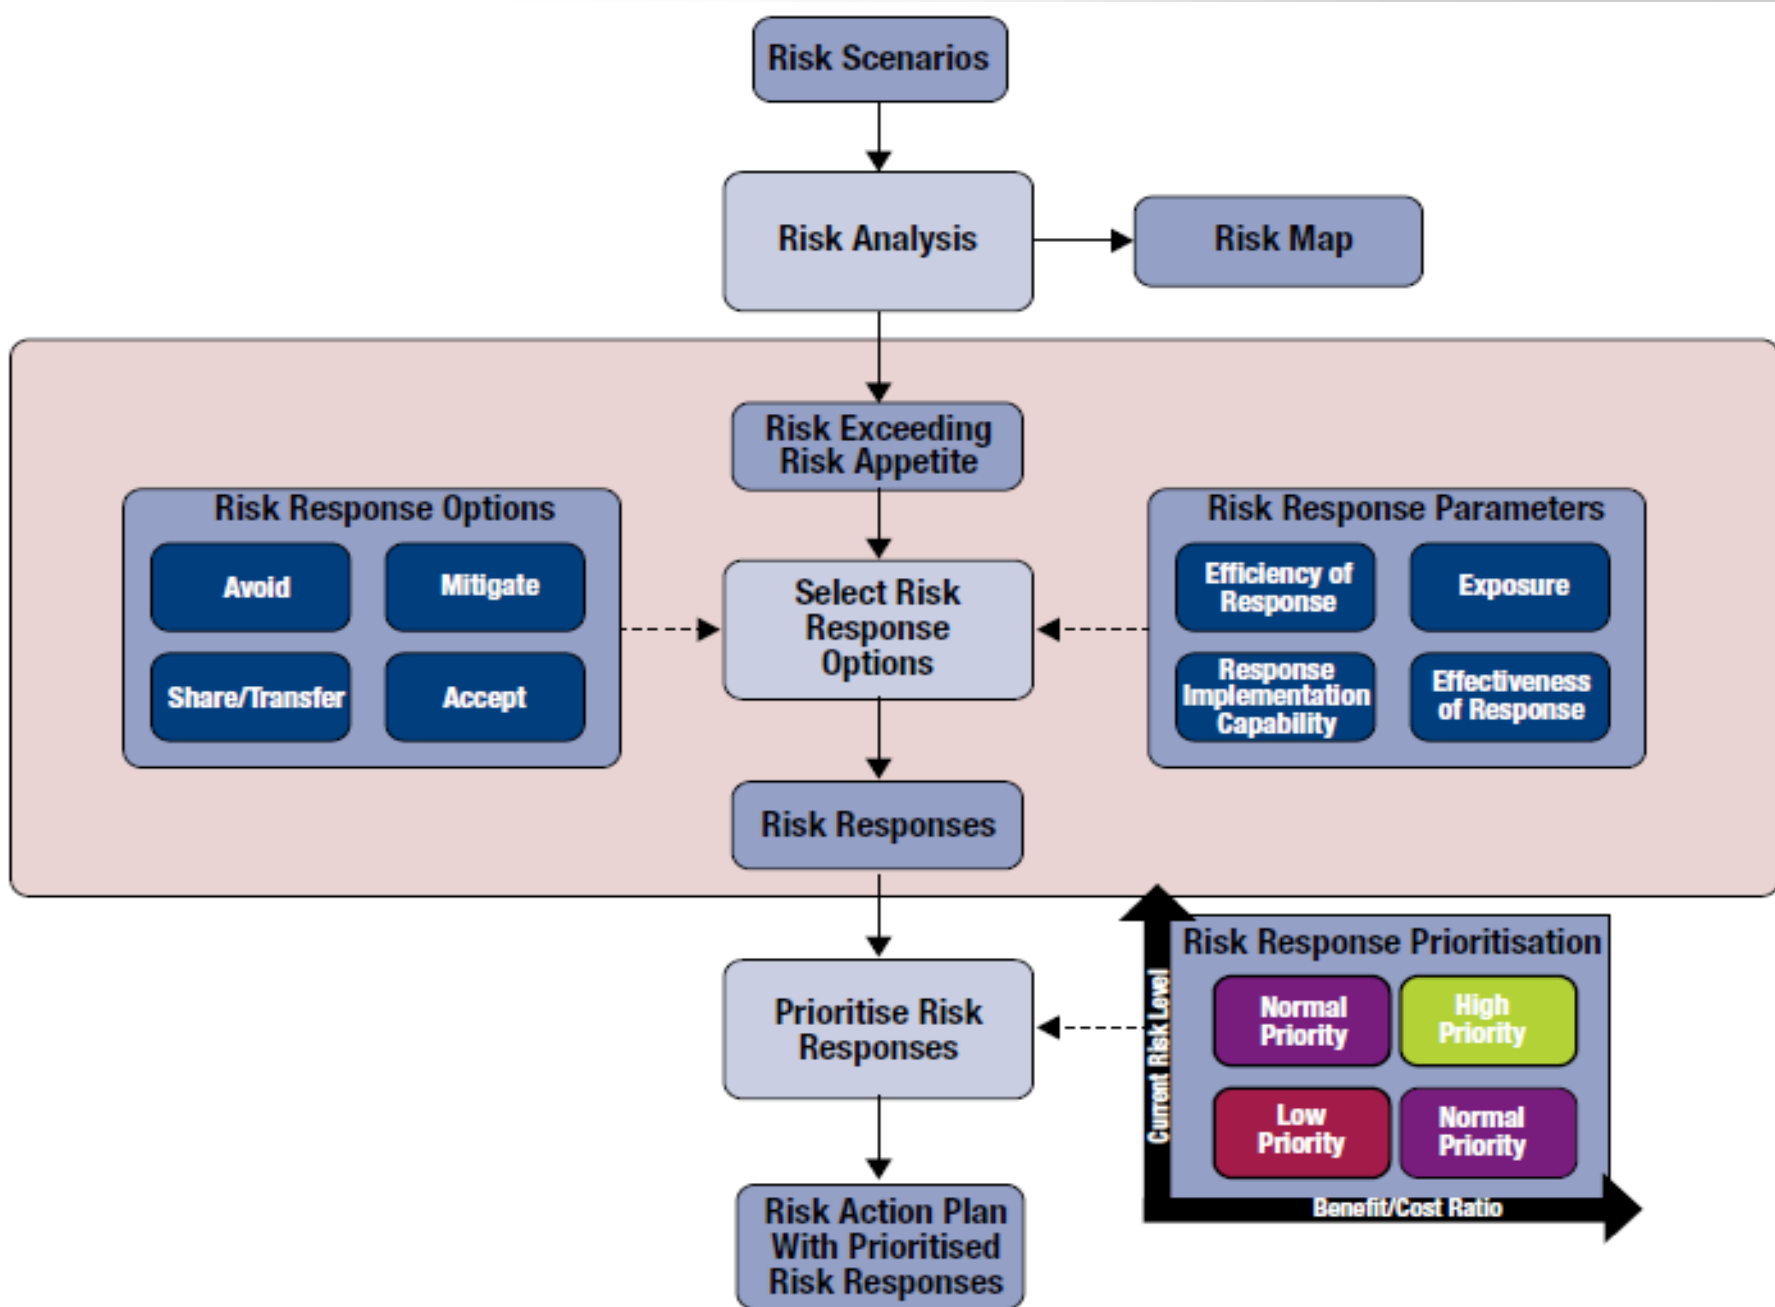 Risk Scenarios
Risk Analysis
Risk Map
Risk Exceeding
Risk Appetite
Risk Response Options
Avoid
Mitigate
Share/Transfer
Accept
Select Risk
Response
Options
Risk Response Parameters
Efficiency of
Response
Exposure
Response
Implementation
Capability
Effectiveness
of Response
Risk Responses
Prioritise Risk
Responses
Risk Response Prioritisation
Current Risk Level
Normal
Priority
High
Priority
Low
Priority
Normal
Priority
Benefit/Cost Ratio
Risk Action Plan
With Prioritised
Risk Responses